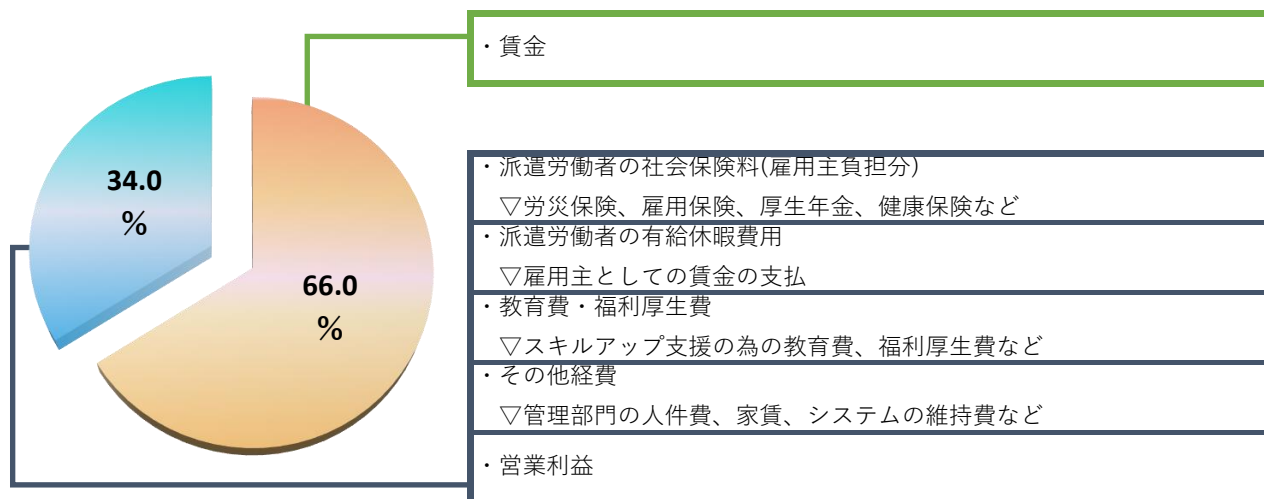 ・賃金
34.0
%
66.0
%
・派遣労働者の社会保険料(雇用主負担分)
▽労災保険、雇用保険、厚生年金、健康保険など
・派遣労働者の有給休暇費用
▽雇用主としての賃金の支払
・教育費・福利厚生費
▽スキルアップ支援の為の教育費、福利厚生費など
・その他経費
▽管理部門の人件費、家賃、システムの維持費など
・営業利益